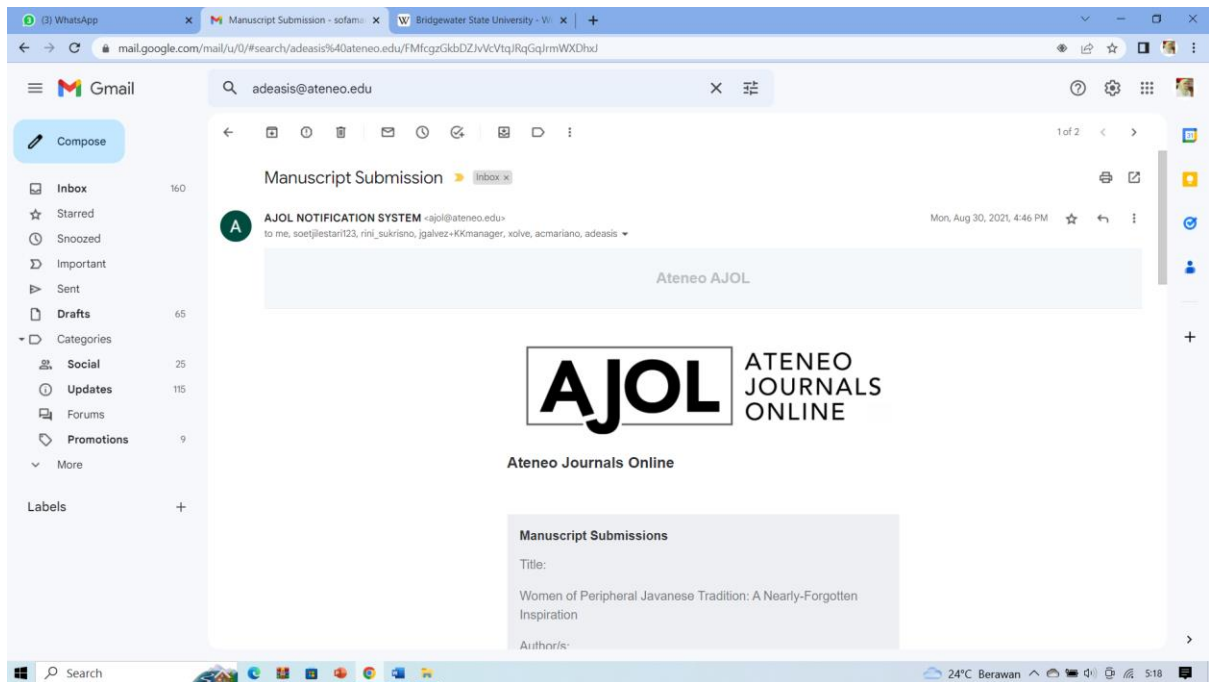 (3) WhatsApp
Manuscript Submission - sofama
Bridgewater State University - Wi
mail.google.com/mail/u/0/#search/adeasis%40ateneo.edu/FMfcgzGkbDZJvVcVtqJRqGqJrmWXDhxJ
Gmail
adeasis@ateneo.edu
Compose
1 of 2
31
Inbox 160
Starred
Snoozed
Important
Sent
Drafts 65
Categories
Social 25
Updates 115
Forums
Promotions 9
More
Labels
Manuscript Submission Inbox x
A
AJOL NOTIFICATION SYSTEM <ajol@ateneo.edu>
Mon, Aug 30, 2021, 4:46 PM
to me, soetjilestari123, rini_sukrisno, jgalvez+KKmanager, xolve, acmariano, adeasis
Ateneo AJOL
AJOL
ATENEO
JOURNALS
ONLINE
Ateneo Journals Online
Manuscript Submissions
Title:
Women of Peripheral Javanese Tradition: A Nearly-Forgotten
Inspiration
Author/s:
Search
24°C Berawan
5:18